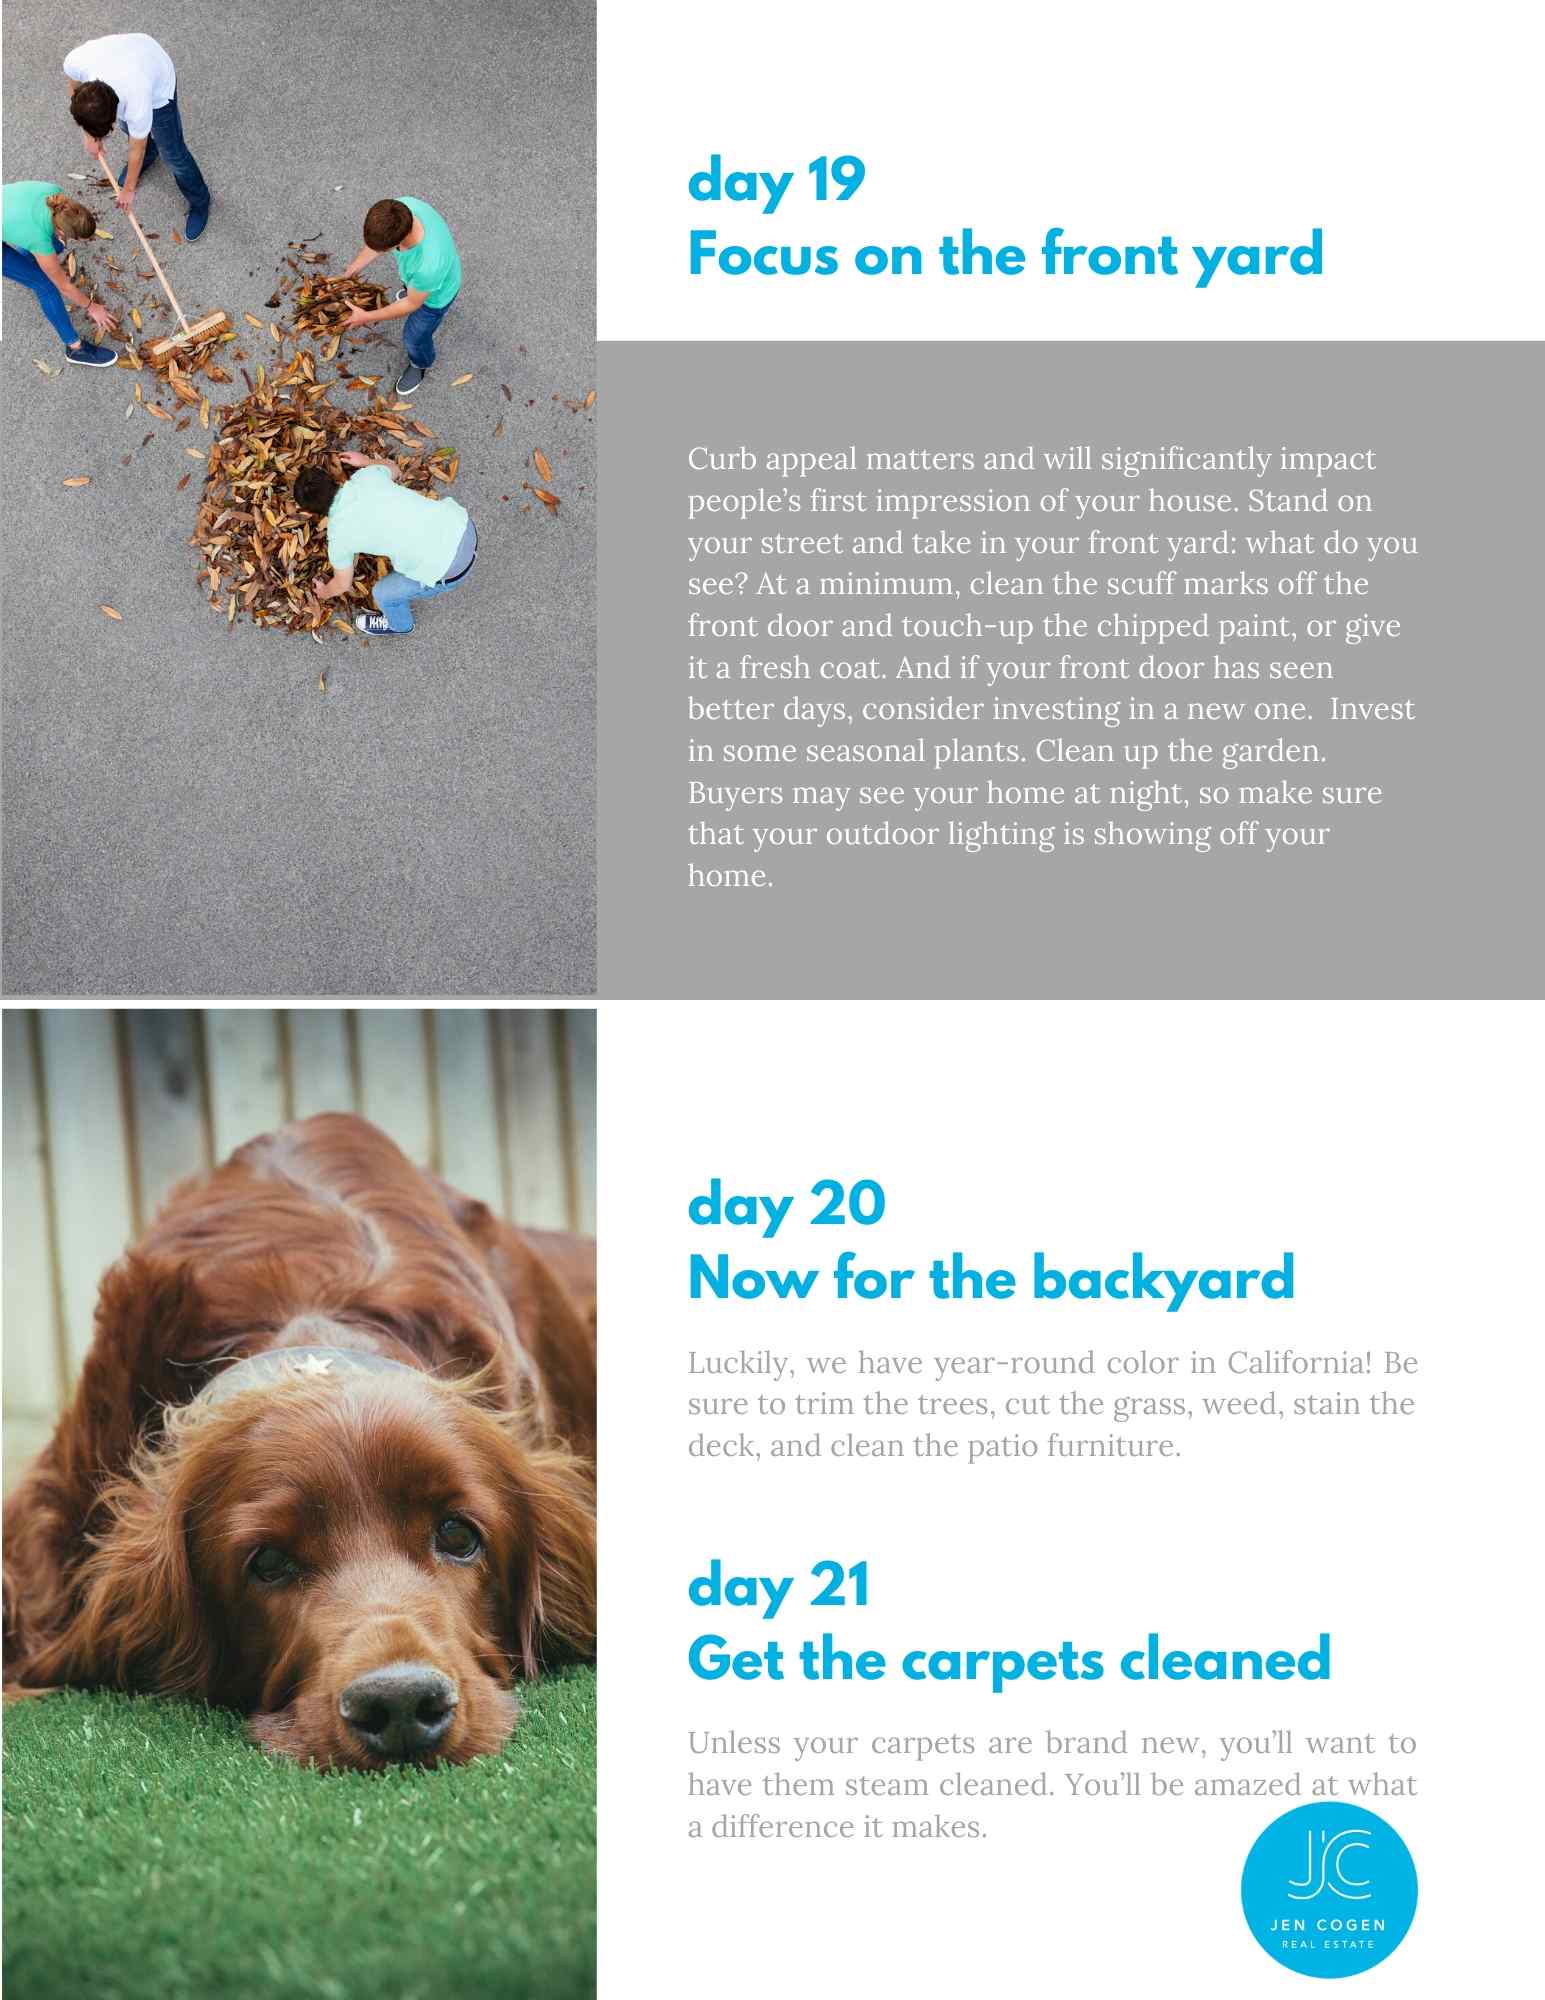 day 19
Focus on the front yard
Curb appeal matters and will significantly impact
people’s first impression of your house. Stand on
your street and take in your front yard: what do you
see? At a minimum, clean the scuff marks off the
front door and touch-up the chipped paint, or give
it a fresh coat. And if your front door has seen
better days, consider investing in a new one.  Invest
in some seasonal plants. Clean up the garden.
Buyers may see your home at night, so make sure
that your outdoor lighting is showing off your
home.
day 20
Now for the backyard
Luckily, we have year-round color in California! Be
sure to trim the trees, cut the grass, weed, stain the
deck, and clean the patio furniture.
day 21
Get the carpets cleaned
Unless your carpets are brand new, you’ll want to
have them steam cleaned. You’ll be amazed at what
a difference it makes.
JC
JEN COGEN
REAL ESTATE